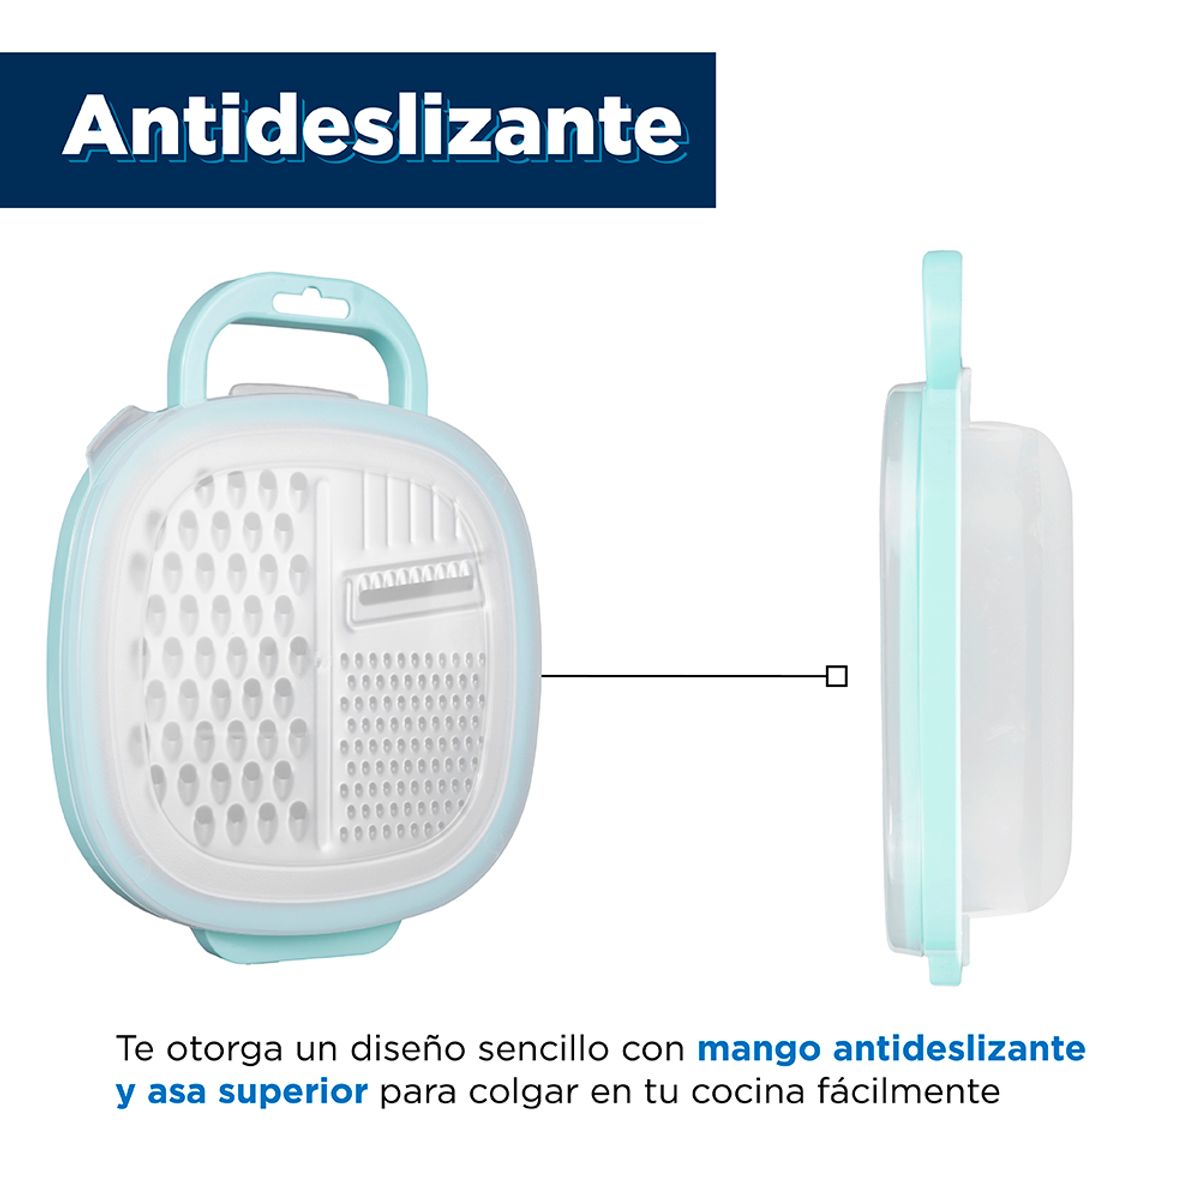 Antideslizante
Te otorga un diseño sencillo con mango antideslizante
y asa superior para colgar en tu cocina fácilmente